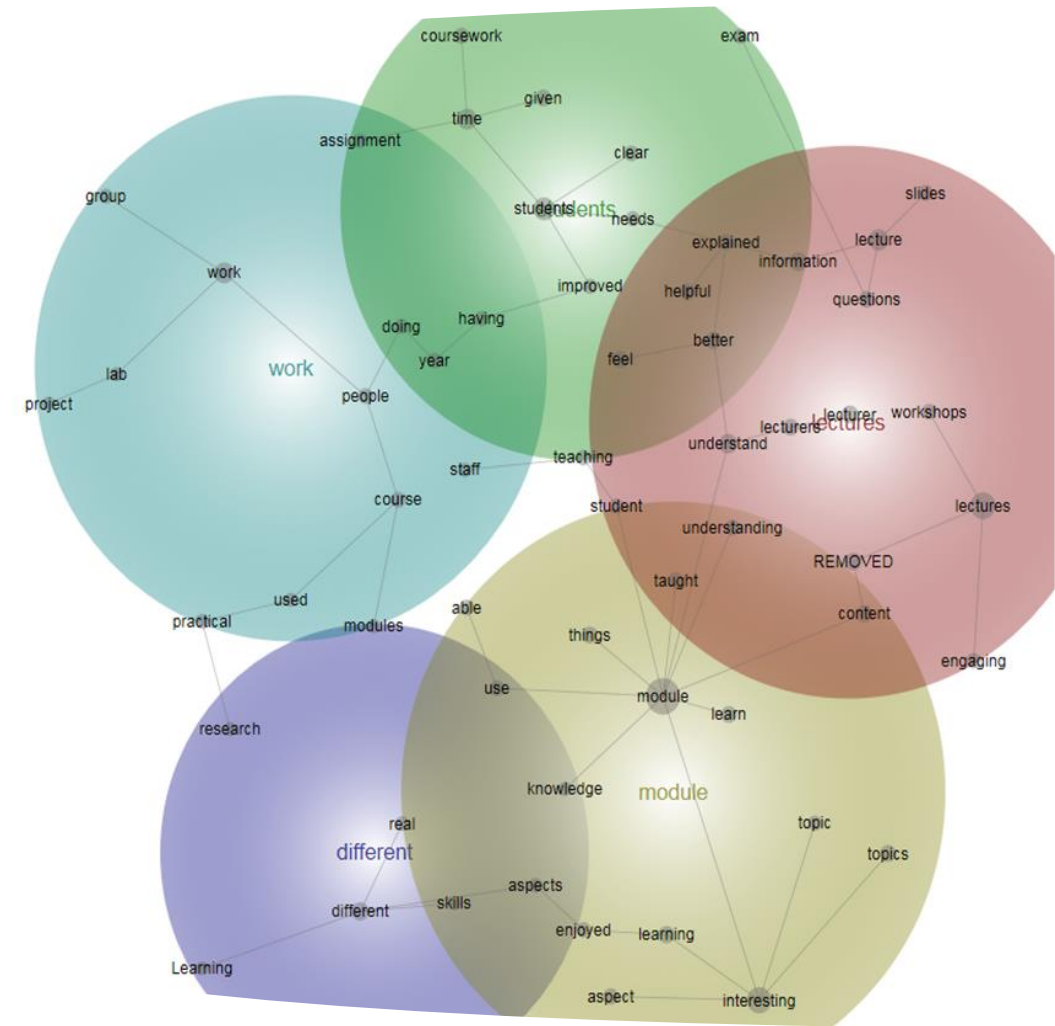 coursework
exam
given
time
assignment
clear
group
slides
students
students
needs
explained
lecture
information
work
helpful
improved
questions
having
doing
better
year
feel
work
lab
people
project
lecturer
workshops
lecturers
lectures
understand
teaching
staff
course
student
lectures
understanding
REMOVED
taught
used
able
content
practical
modules
things
engaging
use
module
learn
research
knowledge
module
real
topic
different
topics
aspects
skills
different
enjoyed
learning
Learning
aspect
interesting